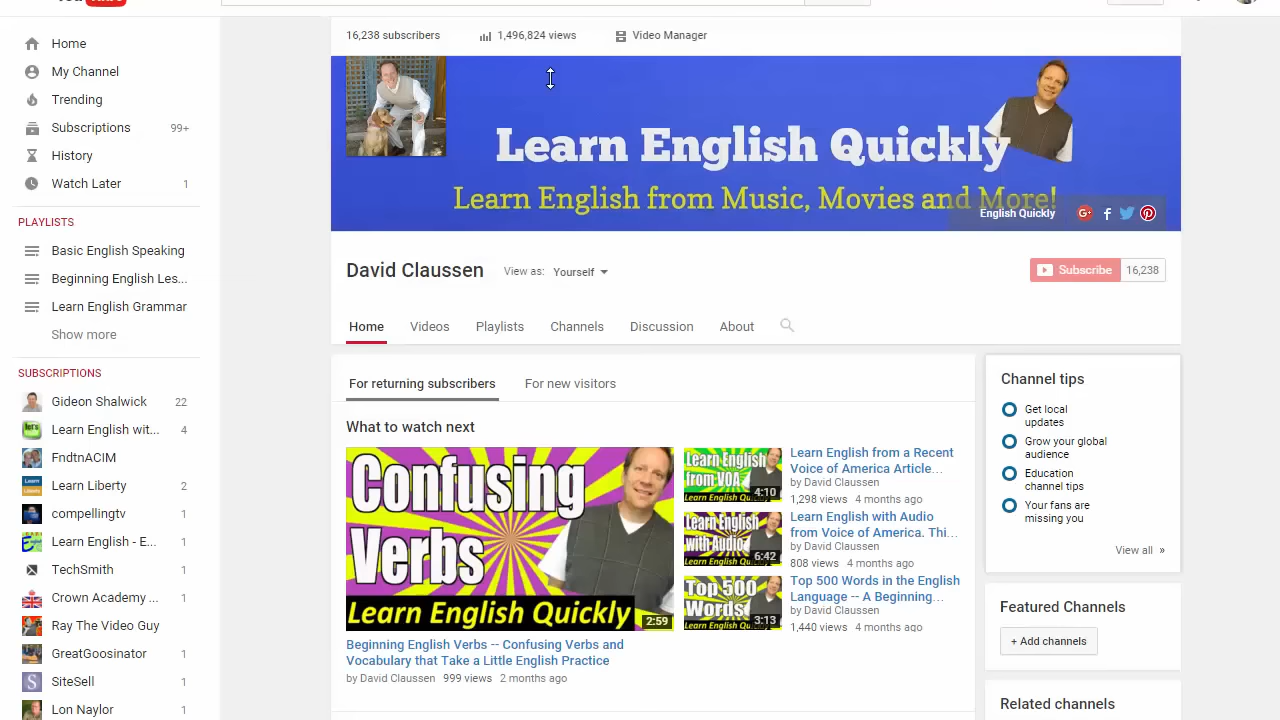 You Tube
16,238 subscribers
1,496,824 views
Video Manager
Home
My Channel
Trending
Subscriptions 99+
History
Watch Later 1
PLAYLISTS
Basic English Speaking
Beginning English Les...
Learn English Grammar
Show more
SUBSCRIPTIONS
Gideon Shalwick 22
Learn English wit... 4
FndtnACIM
Learn Liberty 2
compellingtv 1
Learn English - E... 1
TechSmith 1
Crown Academy ... 1
Ray The Video Guy
GreatGoosinator 1
SiteSell 1
Lon Naylor 1
Learn English Quickly
Learn English from Music, Movies and More!
English Quickly
David Claussen
View as: Yourself
Subscribe 16,238
Home Videos Playlists Channels Discussion About
For returning subscribers For new visitors
What to watch next
Confusing
Verbs
Learn English Quickly
2:59
Beginning English Verbs -- Confusing Verbs and
Vocabulary that Take a Little English Practice
by David Claussen 999 views 2 months ago
Learn English
from VOA
4:10
Learn English Quickly
Learn English from a Recent
Voice of America Article...
by David Claussen
1,298 views 4 months ago
Learn English
with Audio
6:42
Learn English Quickly
Learn English with Audio
from Voice of America. Thi...
by David Claussen
808 views 4 months ago
Top 500
Words
3:13
Learn English Quickly
Top 500 Words in the English
Language -- A Beginning...
by David Claussen
1,440 views 4 months ago
Channel tips
Get local
updates
Grow your global
audience
Education
channel tips
Your fans are
missing you
View all »
Featured Channels
+ Add channels
Related channels